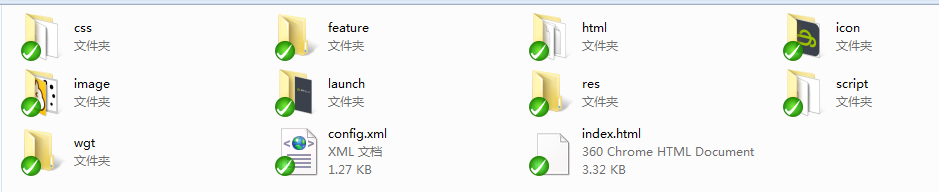 css
文件夹
feature
文件夹
html
文件夹
icon
文件夹
image
文件夹
launch
文件夹
res
文件夹
script
文件夹
wgt
文件夹
config.xml
XML 文档
1.27 KB
index.html
360 Chrome HTML Document
3.32 KB